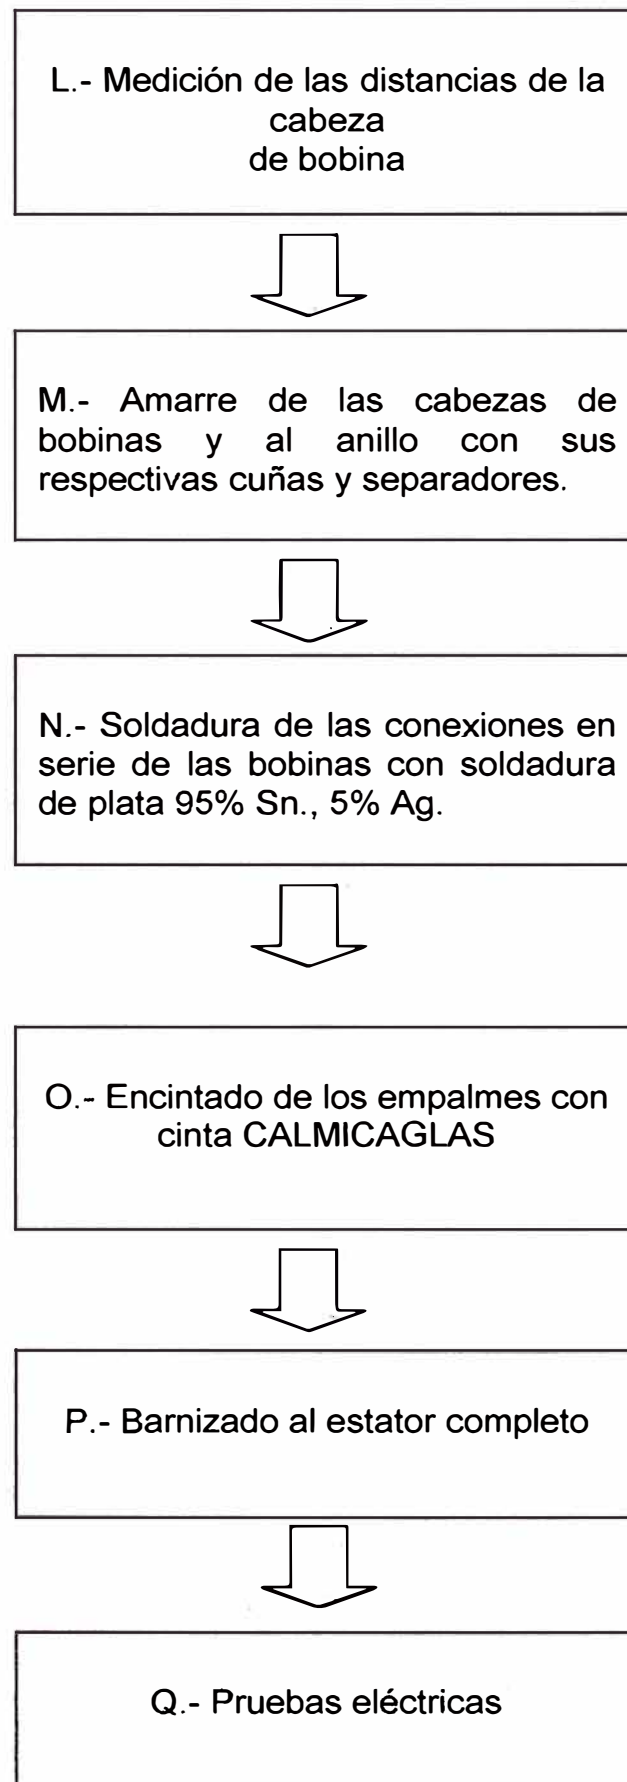 L.- Medición de las distancias de la
cabeza
de bobina
M.- Amarre de las cabezas de
bobinas y al anillo con sus
respectivas cuñas y separadores.
N.- Soldadura de las conexiones en
serie de las bobinas con soldadura
de plata 95% Sn., 5% Ag.
O.- Encintado de los empalmes con
cinta CALMICAGLAS
P.- Barnizado al estator completo
Q.- Pruebas eléctricas